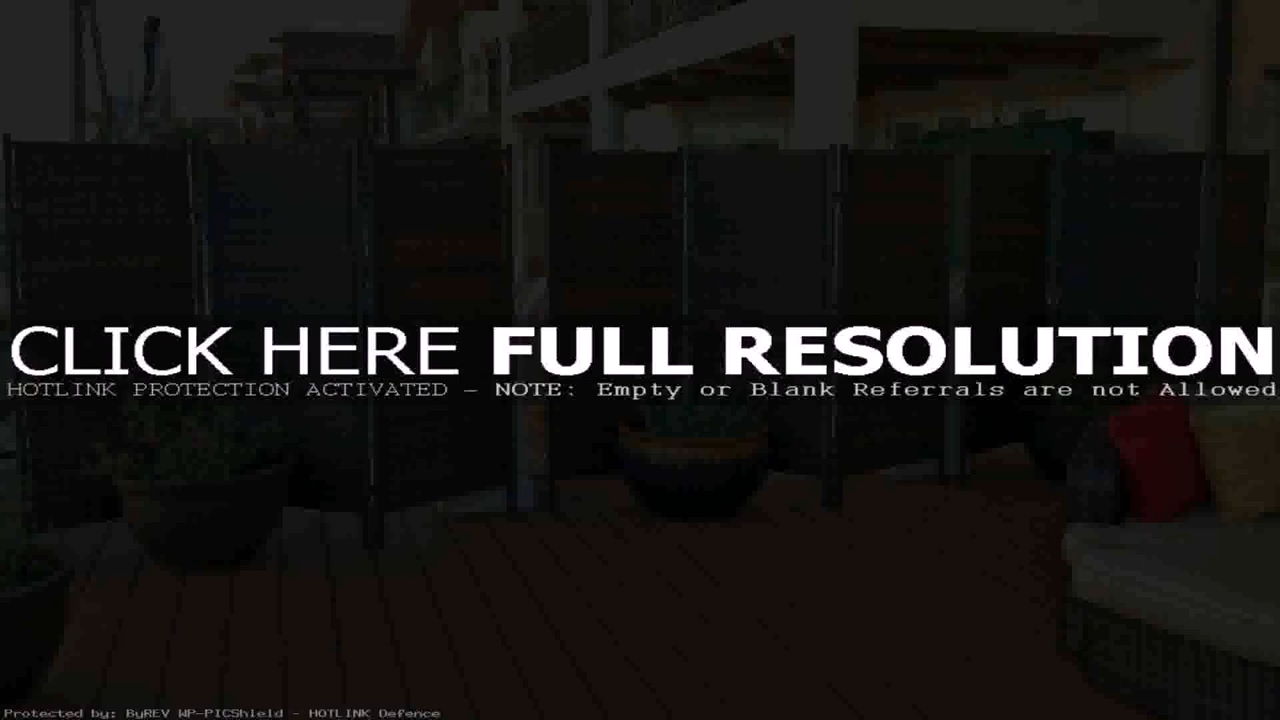 CLICK HERE FULL RESOLUTION
HOTLINK PROTECTION ACTIVATED - NOTE: Empty or Blank Referrals are not Allowed
Protected by: ByREV WP-PICShield - HOTLINK Defence